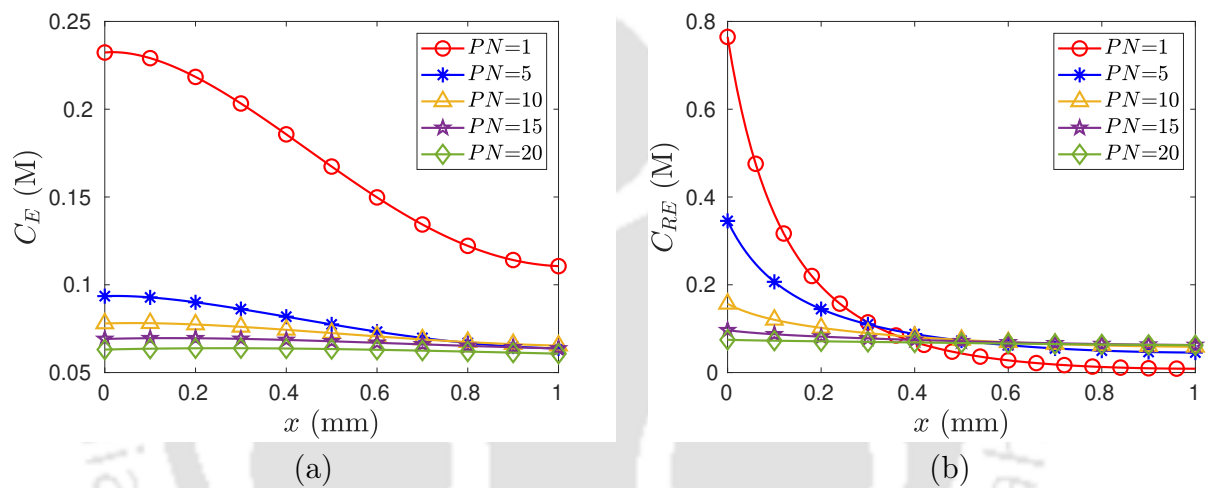 0.25
0.2
0.15
0.1
0.05
C_E (M)
0 0.2 0.4 0.6 0.8 1
x (mm)
PN=1
PN=5
PN=10
PN=15
PN=20
(a)
0.8
0.6
0.4
0.2
0
C_{RE} (M)
0 0.2 0.4 0.6 0.8 1
x (mm)
PN=1
PN=5
PN=10
PN=15
PN=20
(b)